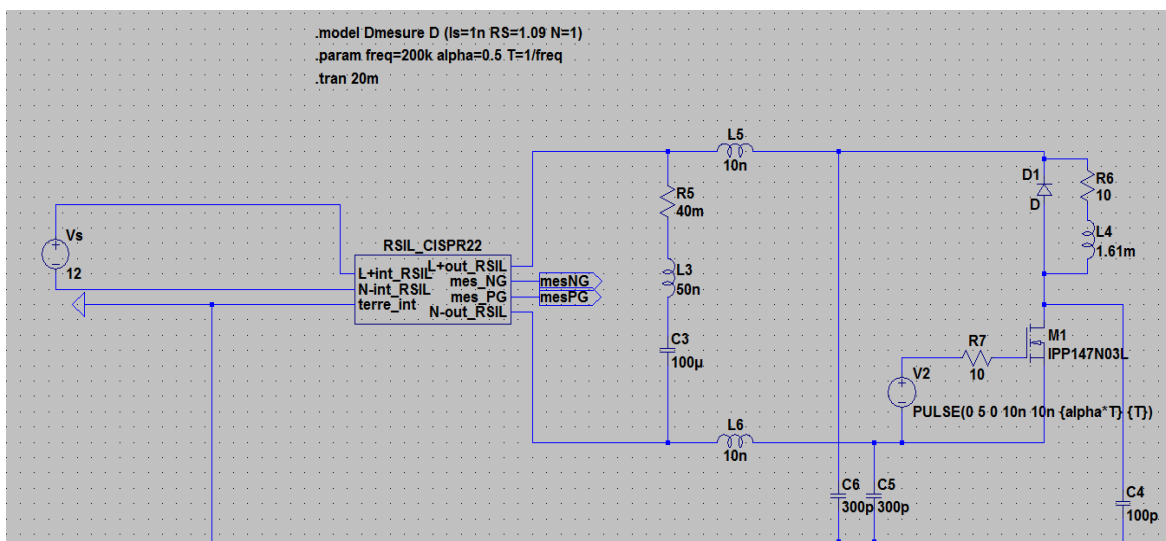 .model Dmesure D (Is=1n RS=1.09 N=1)
.param freq=200k alpha=0.5 T=1/freq
.tran 20m
L5
10n
R5
40m
D1
D
R6
10
L4
1.61m
Vs
12
RSIL_CISPR22
L+int_RSIL
N-int_RSIL
terre_int
L+out_RSIL
mes_NG
mes_PG
N-out_RSIL
mesNG
mesPG
L3
50n
C3
100µ
R7
10
M1
IPP147N03L
V2
PULSE(0 5 0 10n 10n {alpha*T} {T})
L6
10n
C6
300p
C5
300p
C4
100p